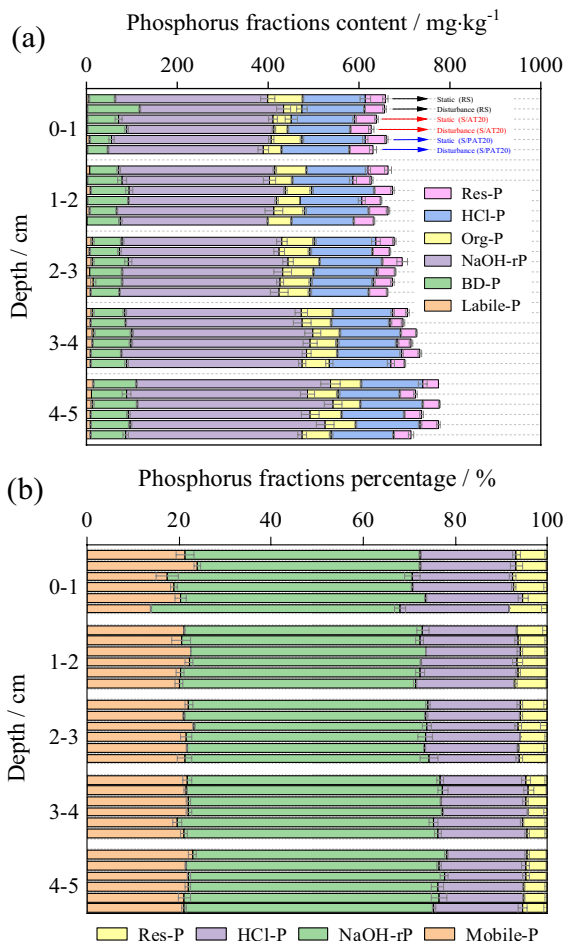 (a)
Phosphorus fractions content / mg·kg⁻¹
0 200 400 600 800 1000
Static (RS)
Disturbance (RS)
Static (S/AT20)
Disturbance (S/AT20)
Static (S/PAT20)
Disturbance (S/PAT20)
0-1
1-2
2-3
3-4
4-5
Depth / cm
Res-P
HCl-P
Org-P
NaOH-rP
BD-P
Labile-P
(b)
Phosphorus fractions percentage / %
0 20 40 60 80 100
0-1
1-2
2-3
3-4
4-5
Depth / cm
Res-P HCl-P NaOH-rP Mobile-P